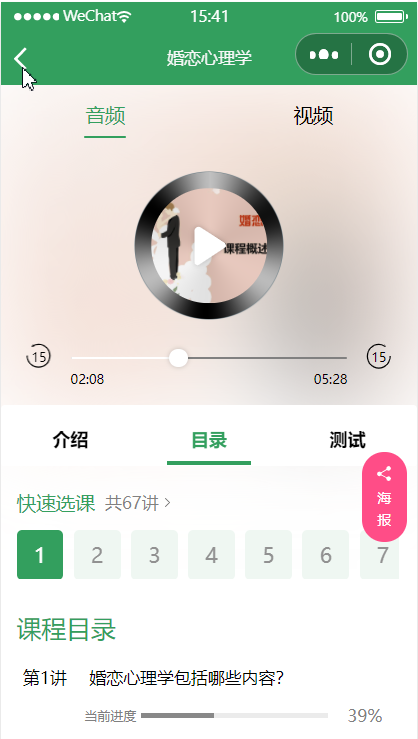 WeChat 15:41 100%
婚恋心理学
音频 视频
婚恋
课程概述
15 15
02:08 05:28
介绍 目录 测试
海
报
快速选课 共67讲
1 2 3 4 5 6 7
课程目录
第1讲 婚恋心理学包括哪些内容?
当前进度 39%